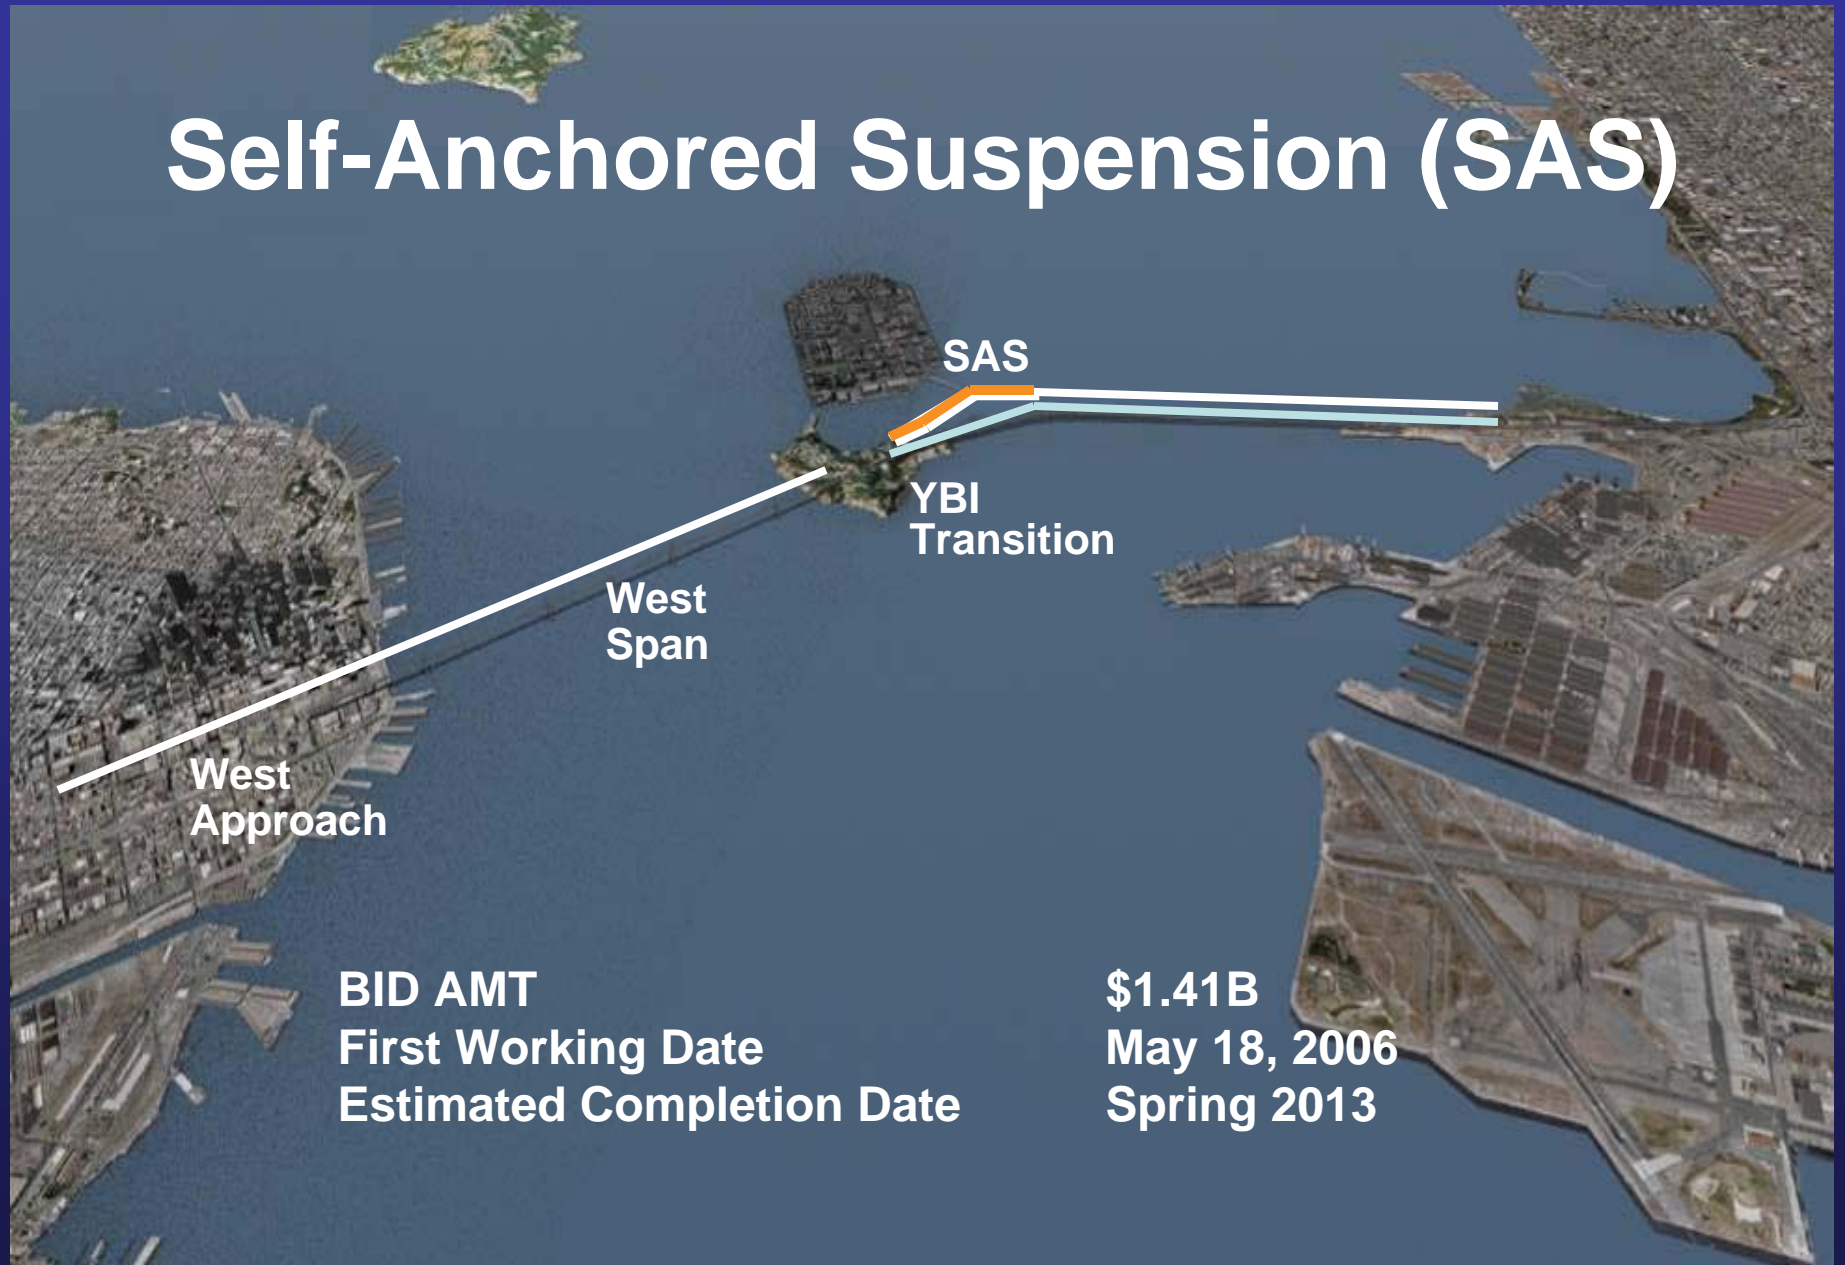 Self-Anchored Suspension (SAS)
SAS
YBI
Transition
West
Span
West
Approach
BID AMT $1.41B
First Working Date May 18, 2006
Estimated Completion Date Spring 2013